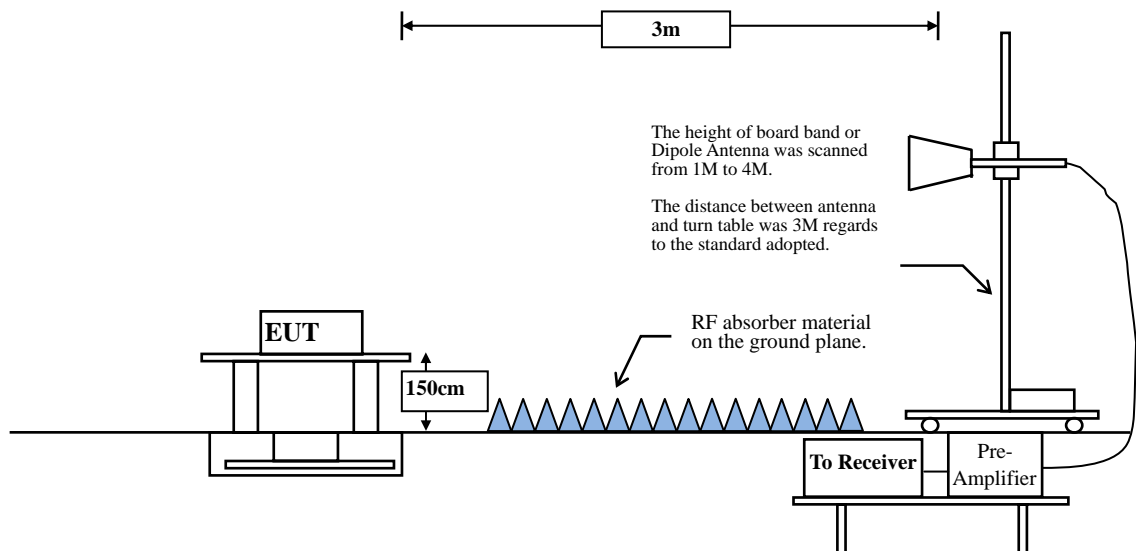 3m
The height of board band or
Dipole Antenna was scanned
from 1M to 4M.
The distance between antenna
and turn table was 3M regards
to the standard adopted.
EUT
RF absorber material
on the ground plane.
150cm
To Receiver
Pre-
Amplifier